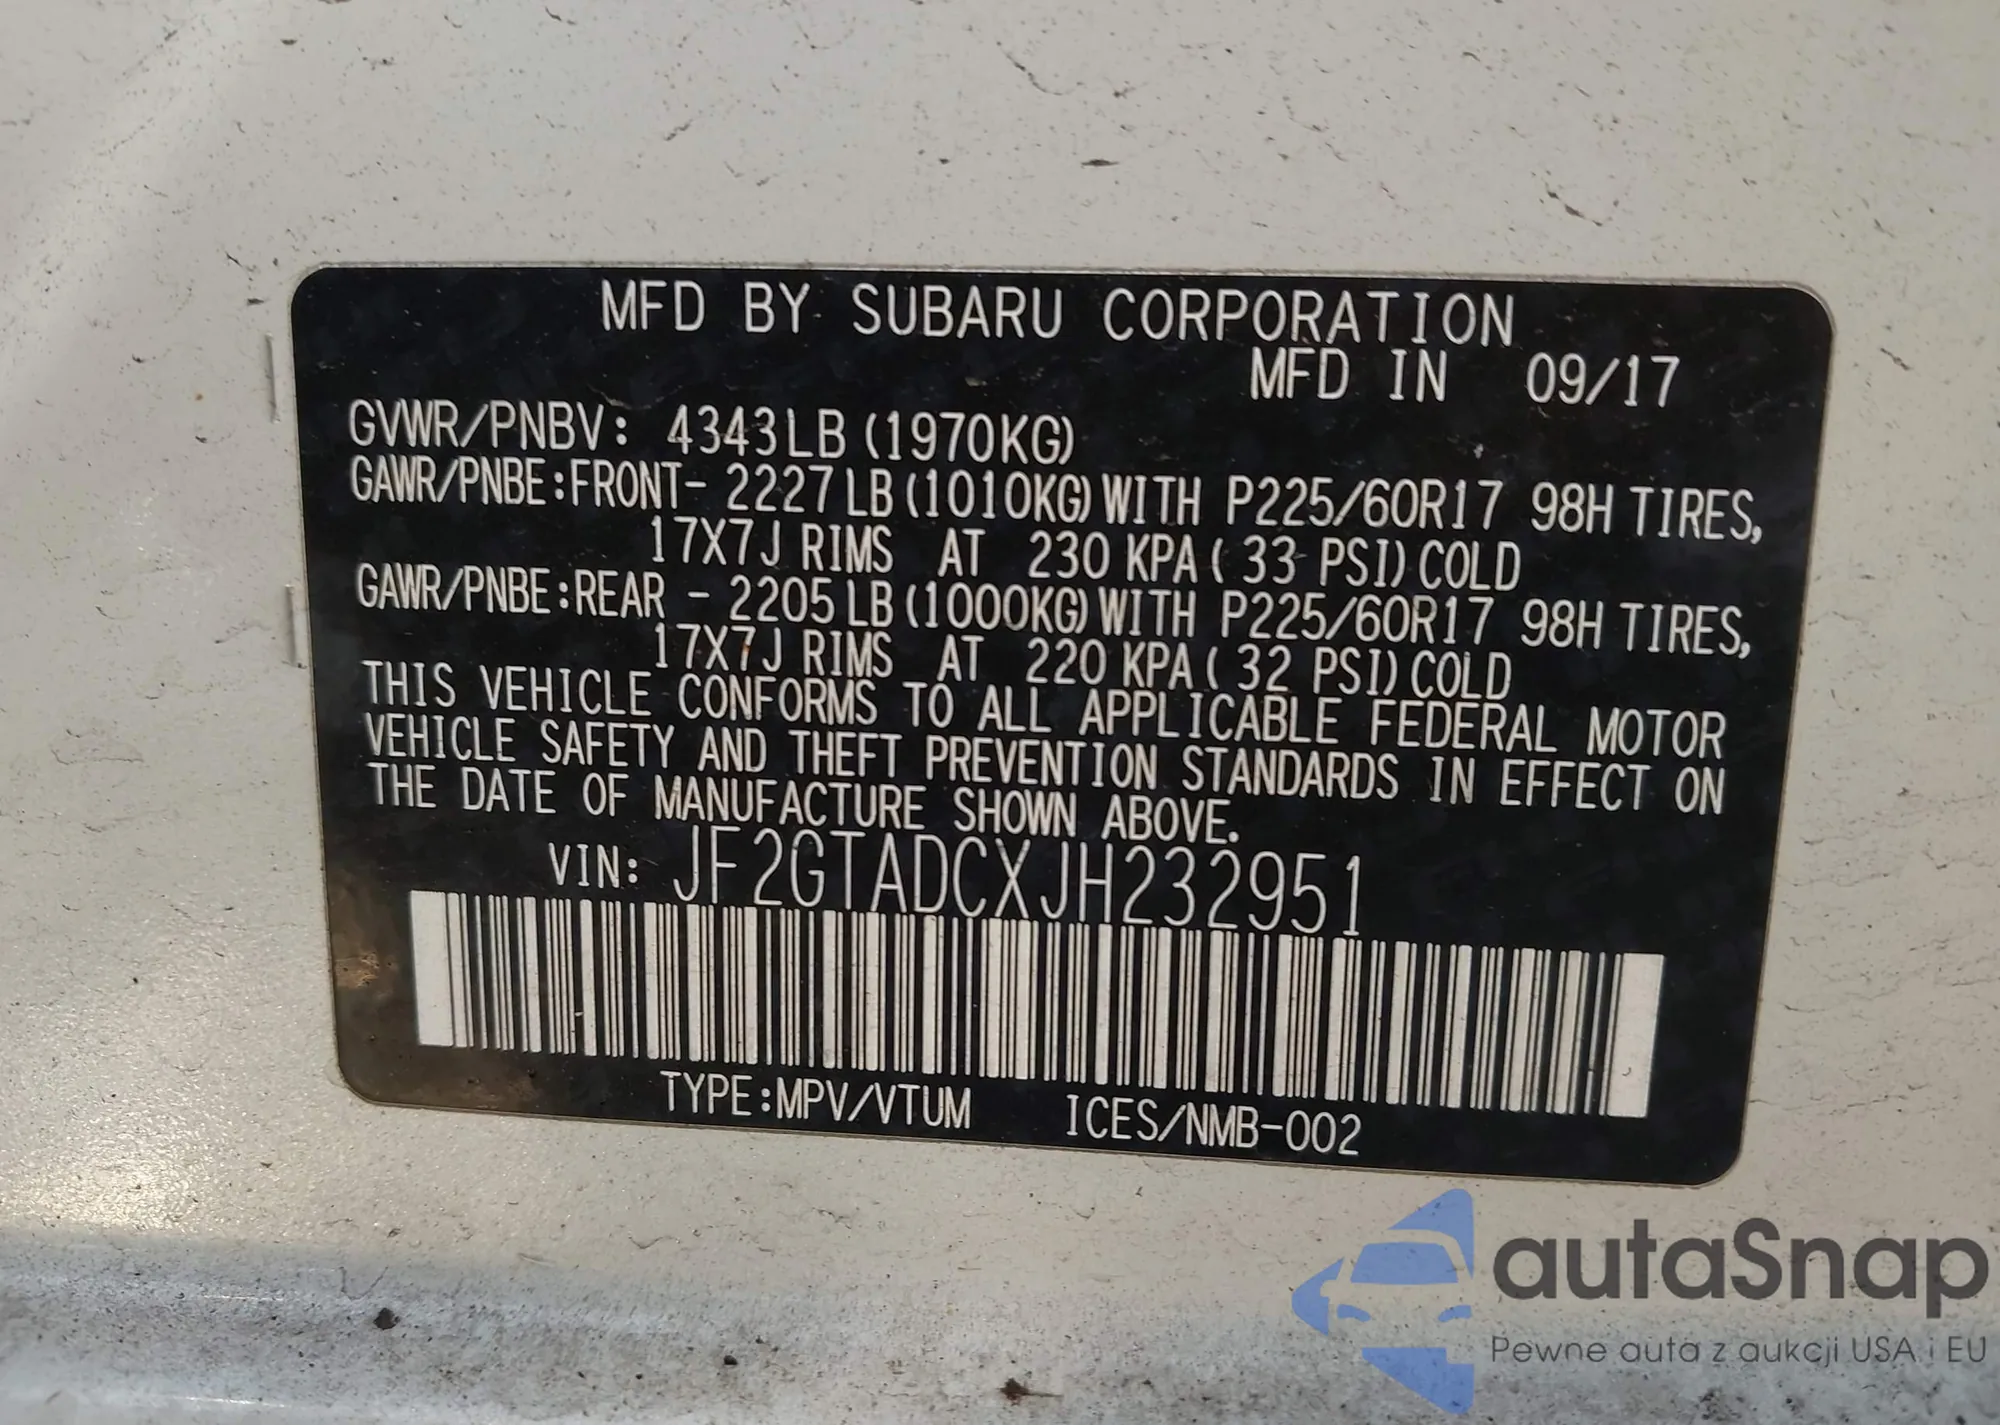 MFD BY SUBARU CORPORATION
MFD IN 09/17
GVWR/PNBV: 4343LB (1970KG)
GAWR/PNBE:FRONT- 2227LB (1010KG) WITH P225/60R17 98H TIRES,
17X7J RIMS AT 230 KPA ( 33 PSI) COLD
GAWR/PNBE:REAR - 2205LB (1000KG) WITH P225/60R17 98H TIRES,
17X7J RIMS AT 220 KPA ( 32 PSI) COLD
THIS VEHICLE CONFORMS TO ALL APPLICABLE FEDERAL MOTOR
VEHICLE SAFETY AND THEFT PREVENTION STANDARDS IN EFFECT ON
THE DATE OF MANUFACTURE SHOWN ABOVE.
VIN: JF2GTADCXJH232951
TYPE:MPV/VTUM ICES/NMB-002
autaSnap
Pewne auta z aukcji USA i EU